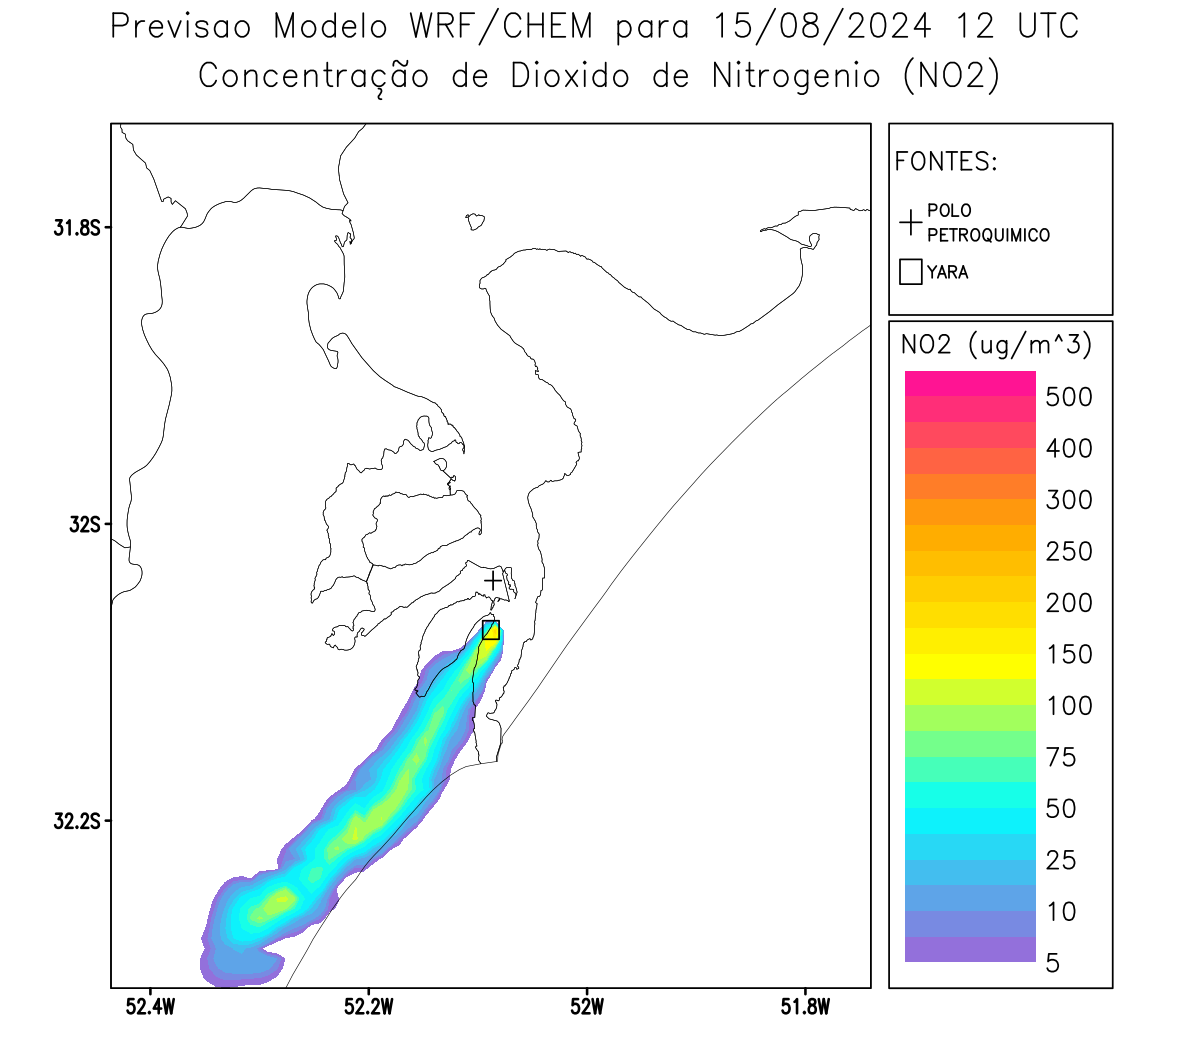 Previsao Modelo WRF/CHEM para 15/08/2024 12 UTC
Concentração de Dioxido de Nitrogenio (NO2)
FONTES:
POLO
PETROQUIMICO
YARA
31.8S
32S
32.2S
52.4W
52.2W
52W
51.8W
NO2 (ug/m^3)
500
400
300
250
200
150
100
75
50
25
10
5